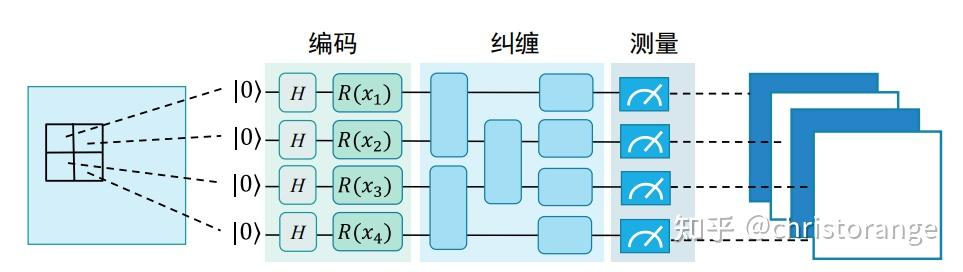 编码 纠缠 测量
|0⟩ H R(x₁)
|0⟩ H R(x₂)
|0⟩ H R(x₃)
|0⟩ H R(x₄)
知乎 @christorange